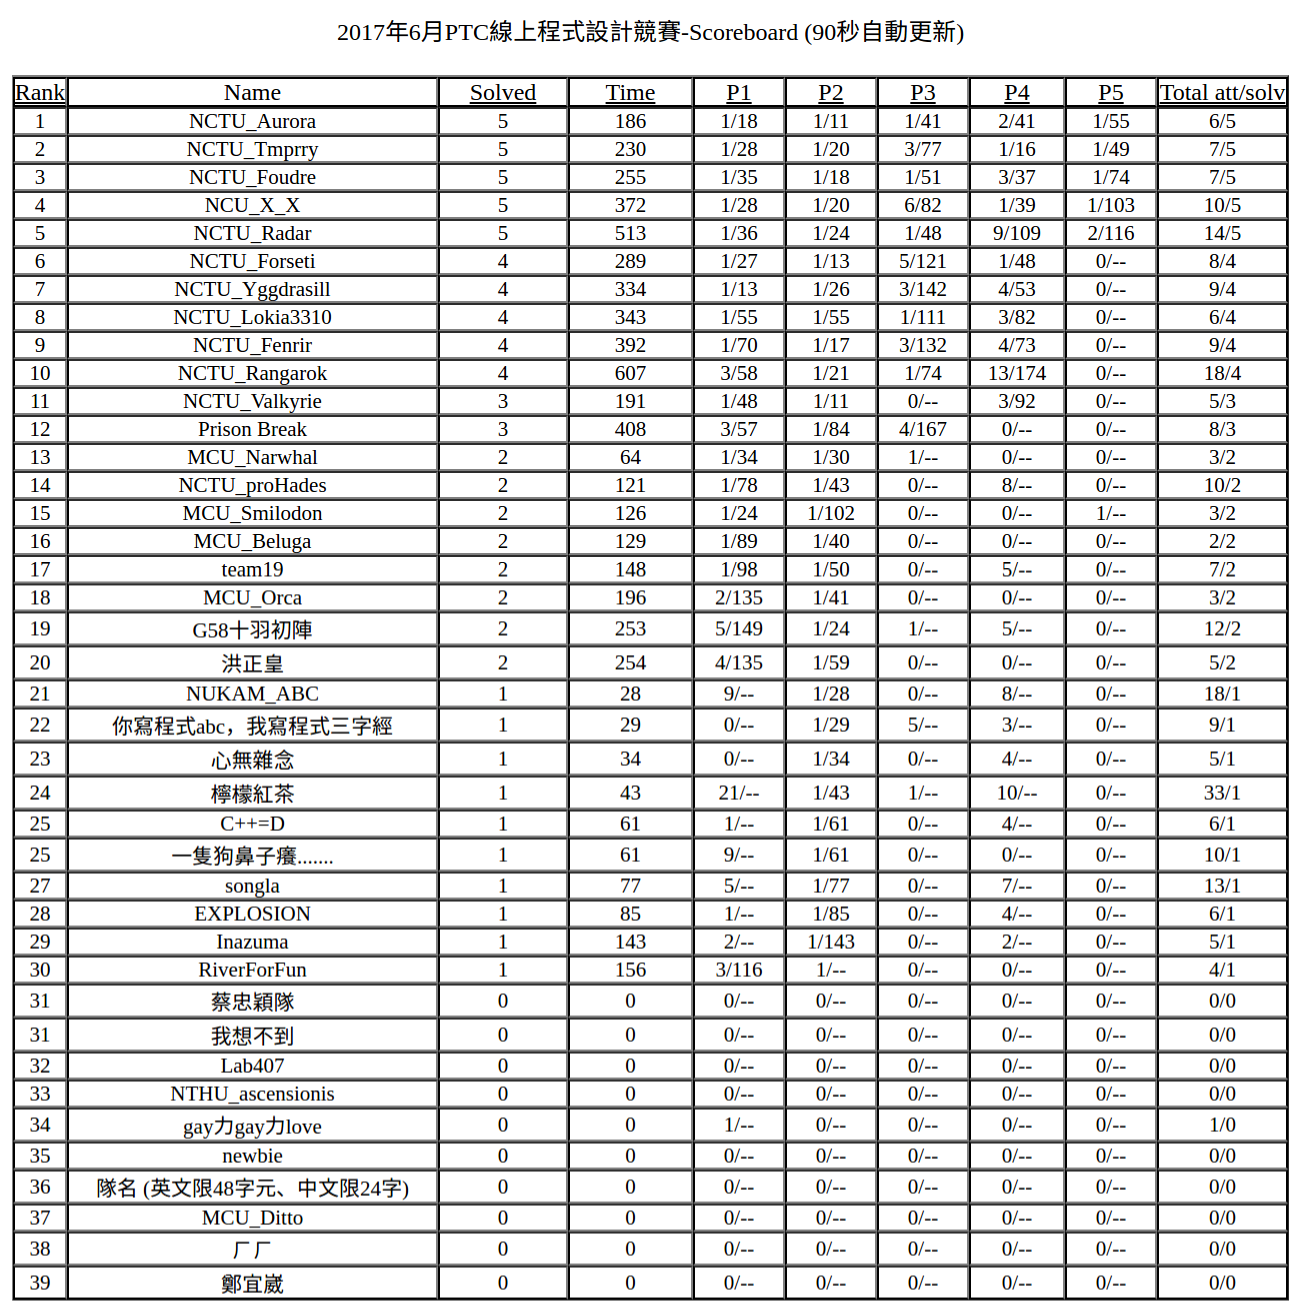 2017年6月PTC線上程式設計競賽-Scoreboard (90秒自動更新)
Rank Name Solved Time P1 P2 P3 P4 P5 Total att/solv
1 NCTU_Aurora 5 186 1/18 1/11 1/41 2/41 1/55 6/5
2 NCTU_Tmprry 5 230 1/28 1/20 3/77 1/16 1/49 7/5
3 NCTU_Foudre 5 255 1/35 1/18 1/51 3/37 1/74 7/5
4 NCU_X_X 5 372 1/28 1/20 6/82 1/39 1/103 10/5
5 NCTU_Radar 5 513 1/36 1/24 1/48 9/109 2/116 14/5
6 NCTU_Forseti 4 289 1/27 1/13 5/121 1/48 0/-- 8/4
7 NCTU_Yggdrasill 4 334 1/13 1/26 3/142 4/53 0/-- 9/4
8 NCTU_Lokia3310 4 343 1/55 1/55 1/111 3/82 0/-- 6/4
9 NCTU_Fenrir 4 392 1/70 1/17 3/132 4/73 0/-- 9/4
10 NCTU_Rangarok 4 607 3/58 1/21 1/74 13/174 0/-- 18/4
11 NCTU_Valkyrie 3 191 1/48 1/11 0/-- 3/92 0/-- 5/3
12 Prison Break 3 408 3/57 1/84 4/167 0/-- 0/-- 8/3
13 MCU_Narwhal 2 64 1/34 1/30 1/-- 0/-- 0/-- 3/2
14 NCTU_proHades 2 121 1/78 1/43 0/-- 8/-- 0/-- 10/2
15 MCU_Smilodon 2 126 1/24 1/102 0/-- 0/-- 1/-- 3/2
16 MCU_Beluga 2 129 1/89 1/40 0/-- 0/-- 0/-- 2/2
17 team19 2 148 1/98 1/50 0/-- 5/-- 0/-- 7/2
18 MCU_Orca 2 196 2/135 1/41 0/-- 0/-- 0/-- 3/2
19 G58十羽初陣 2 253 5/149 1/24 1/-- 5/-- 0/-- 12/2
20 洪正皇 2 254 4/135 1/59 0/-- 0/-- 0/-- 5/2
21 NUKAM_ABC 1 28 9/-- 1/28 0/-- 8/-- 0/-- 18/1
22 你寫程式abc，我寫程式三字經 1 29 0/-- 1/29 5/-- 3/-- 0/-- 9/1
23 心無雜念 1 34 0/-- 1/34 0/-- 4/-- 0/-- 5/1
24 檸檬紅茶 1 43 21/-- 1/43 1/-- 10/-- 0/-- 33/1
25 C++=D 1 61 1/-- 1/61 0/-- 4/-- 0/-- 6/1
25 一隻狗鼻子癢....... 1 61 9/-- 1/61 0/-- 0/-- 0/-- 10/1
27 songla 1 77 5/-- 1/77 0/-- 7/-- 0/-- 13/1
28 EXPLOSION 1 85 1/-- 1/85 0/-- 4/-- 0/-- 6/1
29 Inazuma 1 143 2/-- 1/143 0/-- 2/-- 0/-- 5/1
30 RiverForFun 1 156 3/116 1/-- 0/-- 0/-- 0/-- 4/1
31 蔡忠穎隊 0 0 0/-- 0/-- 0/-- 0/-- 0/-- 0/0
31 我想不到 0 0 0/-- 0/-- 0/-- 0/-- 0/-- 0/0
32 Lab407 0 0 0/-- 0/-- 0/-- 0/-- 0/-- 0/0
33 NTHU_ascensionis 0 0 0/-- 0/-- 0/-- 0/-- 0/-- 0/0
34 gay力gay力love 0 0 1/-- 0/-- 0/-- 0/-- 0/-- 1/0
35 newbie 0 0 0/-- 0/-- 0/-- 0/-- 0/-- 0/0
36 隊名 (英文限48字元、中文限24字) 0 0 0/-- 0/-- 0/-- 0/-- 0/-- 0/0
37 MCU_Ditto 0 0 0/-- 0/-- 0/-- 0/-- 0/-- 0/0
38 ㄏㄏ 0 0 0/-- 0/-- 0/-- 0/-- 0/-- 0/0
39 鄭宜崴 0 0 0/-- 0/-- 0/-- 0/-- 0/-- 0/0